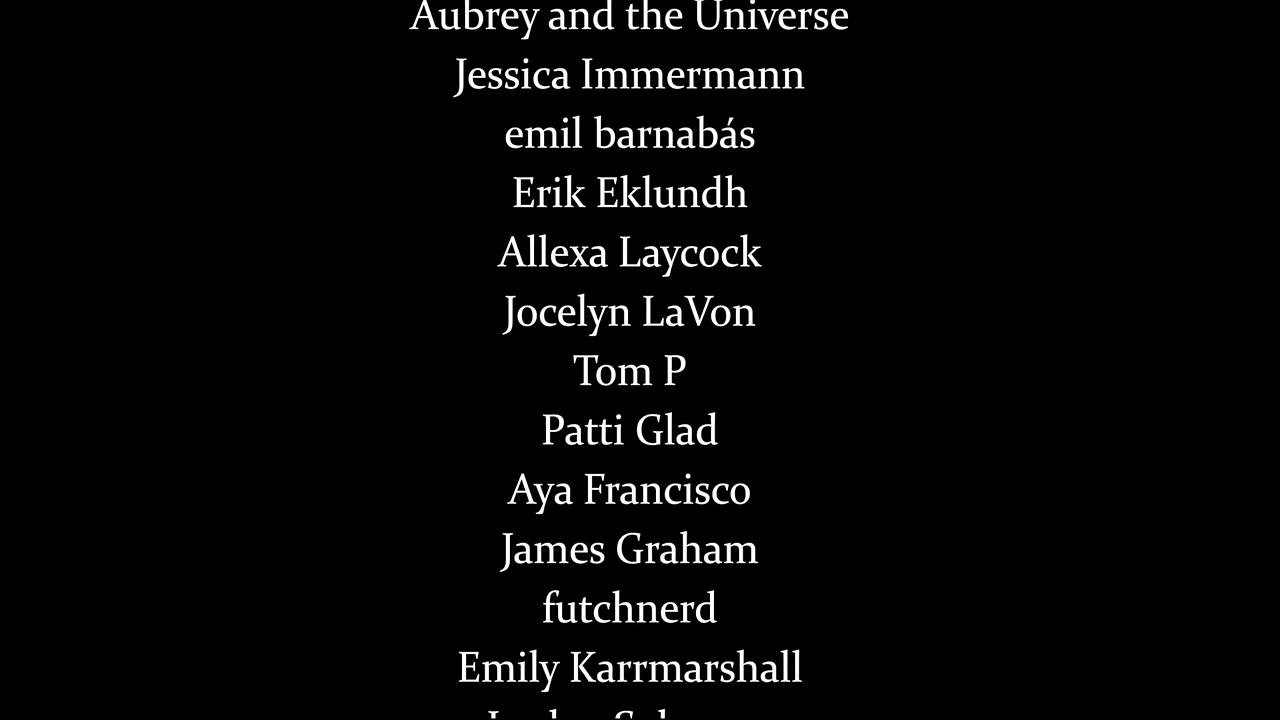 Aubrey and the Universe
Jessica Immermann
emil barnabás
Erik Eklundh
Allexa Laycock
Jocelyn LaVon
Tom P
Patti Glad
Aya Francisco
James Graham
futchnerd
Emily Karrmarshall